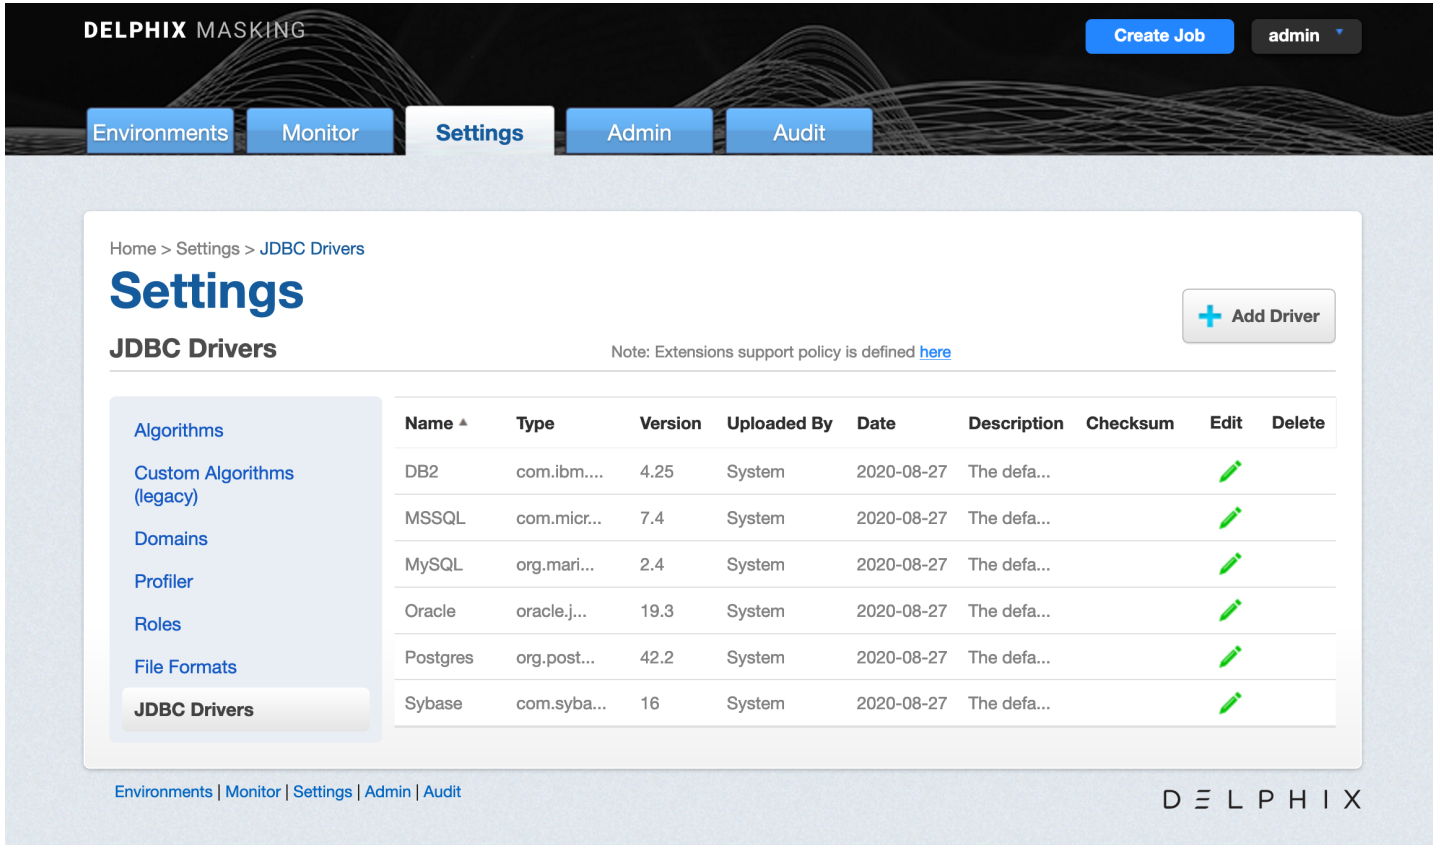 DELPHIX MASKING
Create Job
admin
Environments Monitor Settings Admin Audit
Home > Settings > JDBC Drivers
Settings
Add Driver
JDBC Drivers
Note: Extensions support policy is defined here
Algorithms
Custom Algorithms
(legacy)
Domains
Profiler
Roles
File Formats
JDBC Drivers
Name Type Version Uploaded By Date Description Checksum Edit Delete
DB2 com.ibm.... 4.25 System 2020-08-27 The defa...
MSSQL com.micr... 7.4 System 2020-08-27 The defa...
MySQL org.mari... 2.4 System 2020-08-27 The defa...
Oracle oracle.j... 19.3 System 2020-08-27 The defa...
Postgres org.post... 42.2 System 2020-08-27 The defa...
Sybase com.syba... 16 System 2020-08-27 The defa...
Environments | Monitor | Settings | Admin | Audit
DELPHIX